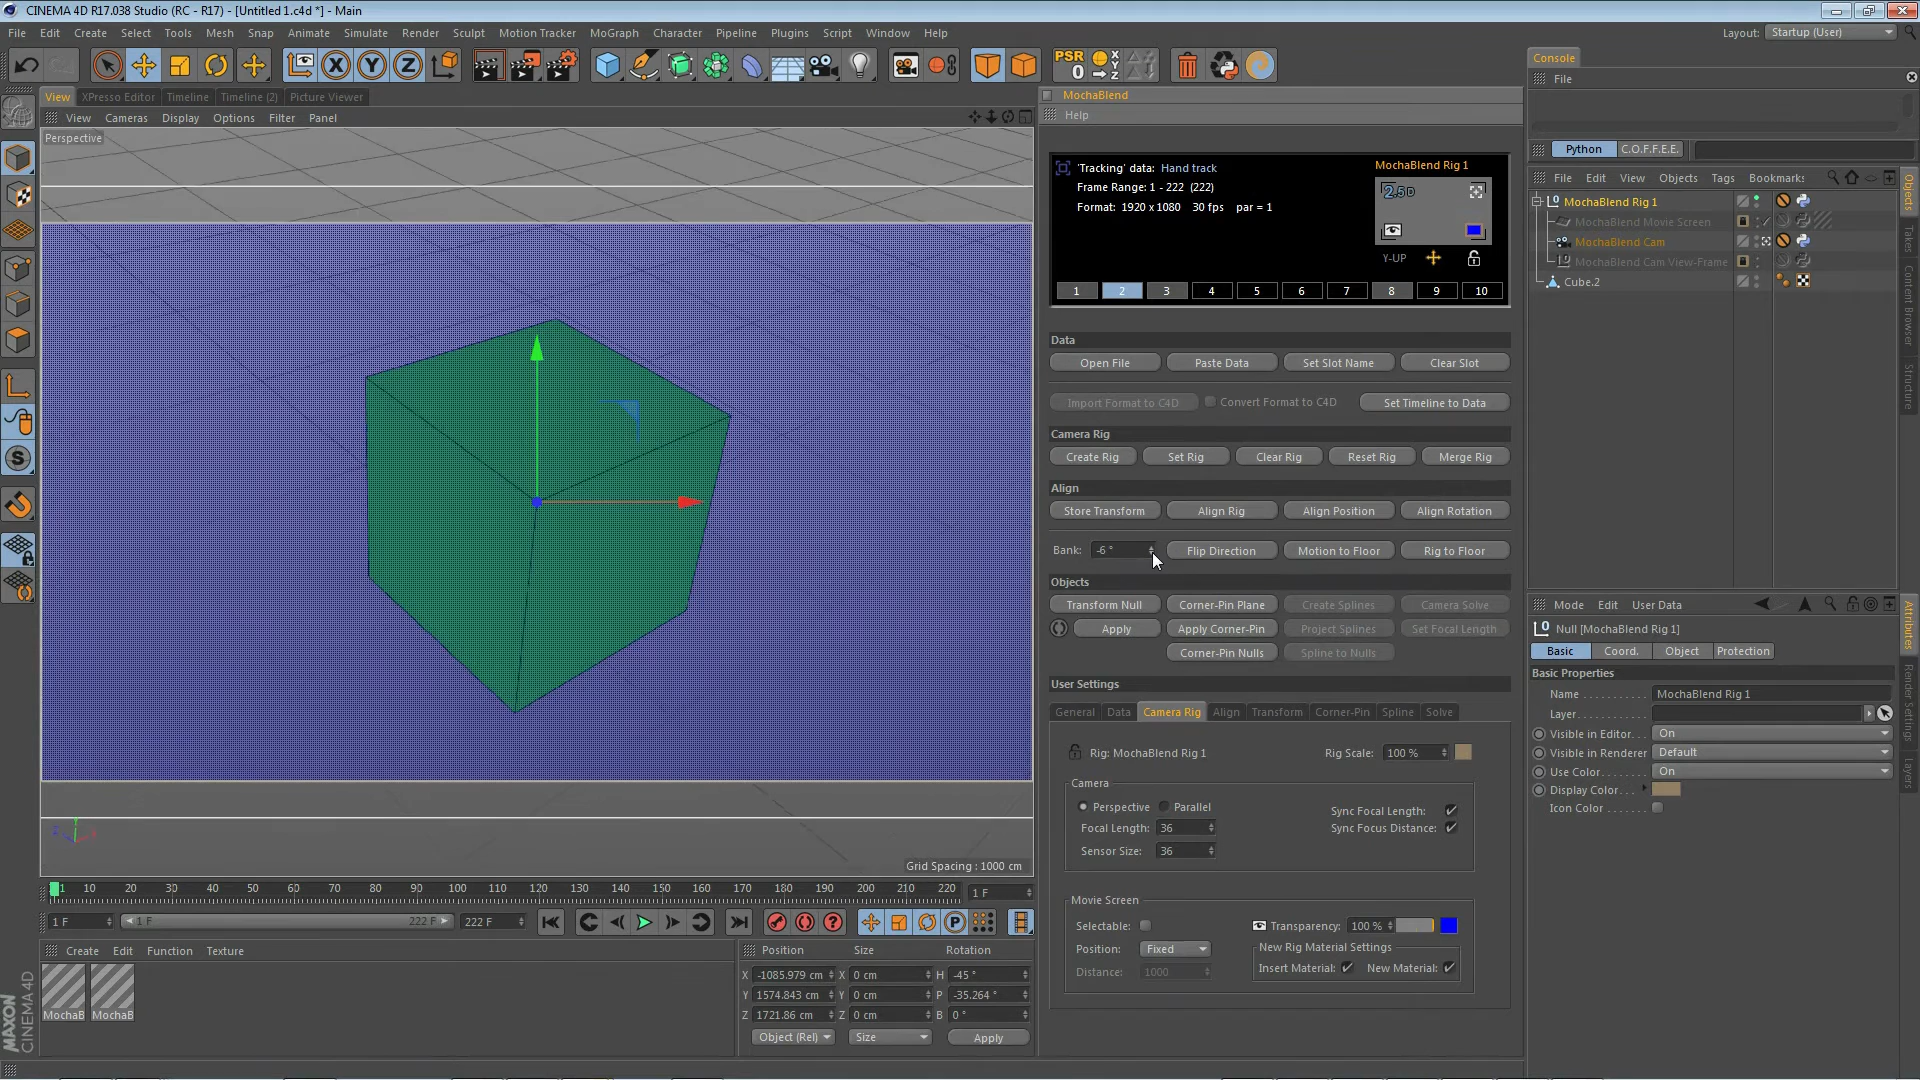 CINEMA 4D R17.038 Studio (RC - R17) - [Untitled 1.c4d *] - Main
File Edit Create Select Tools Mesh Snap Animate Simulate Render Sculpt Motion Tracker MoGraph Character Pipeline Plugins Script Window Help
Layout: Startup (User)
PSR 0
X Y Z
Console
File
View XPresso Editor Timeline Timeline (2) Picture Viewer
View Cameras Display Options Filter Panel
Perspective
Grid Spacing : 1000 cm
MochaBlend
Help
'Tracking' data: Hand track
Frame Range: 1 - 222 (222)
Format: 1920 x 1080 30 fps par = 1
MochaBlend Rig 1
2.5D
Y-UP
1 2 3 4 5 6 7 8 9 10
Data
Open File Paste Data Set Slot Name Clear Slot
Import Format to C4D Convert Format to C4D Set Timeline to Data
Camera Rig
Create Rig Set Rig Clear Rig Reset Rig Merge Rig
Align
Store Transform Align Rig Align Position Align Rotation
Bank: -6 ° Flip Direction Motion to Floor Rig to Floor
Objects
Transform Null Corner-Pin Plane Create Splines Camera Solve
Apply Apply Corner-Pin Project Splines Set Focal Length
Corner-Pin Nulls Spline to Nulls
User Settings
General Data Camera Rig Align Transform Corner-Pin Spline Solve
Rig: MochaBlend Rig 1 Rig Scale: 100 %
Camera
Perspective Parallel
Focal Length: 36
Sensor Size: 36
Sync Focal Length:
Sync Focus Distance:
Movie Screen
Selectable:
Position: Fixed
Distance: 1000
Transparency: 100 %
New Rig Material Settings
Insert Material: New Material:
Python C.O.F.F.E.E.
File Edit View Objects Tags Bookmarks
MochaBlend Rig 1
MochaBlend Movie Screen
MochaBlend Cam
MochaBlend Cam View-Frame
Cube.2
Objects
Takes
Content Browser
Structure
Mode Edit User Data
Null [MochaBlend Rig 1]
Basic Coord. Object Protection
Basic Properties
Name MochaBlend Rig 1
Layer
Visible in Editor On
Visible in Renderer Default
Use Color On
Display Color
Icon Color
Attributes
Render Settings
Layers
1 10 20 30 40 50 60 70 80 90 100 110 120 130 140 150 160 170 180 190 200 210 220 1 F
1 F 1 F 222 F 222 F
Create Edit Function Texture
MochaB MochaB
Position Size Rotation
X -1085.979 cm X 0 cm H -45 °
Y 1574.843 cm Y 0 cm P -35.264 °
Z 1721.86 cm Z 0 cm B 0 °
Object (Rel) Size Apply
MAXON CINEMA 4D